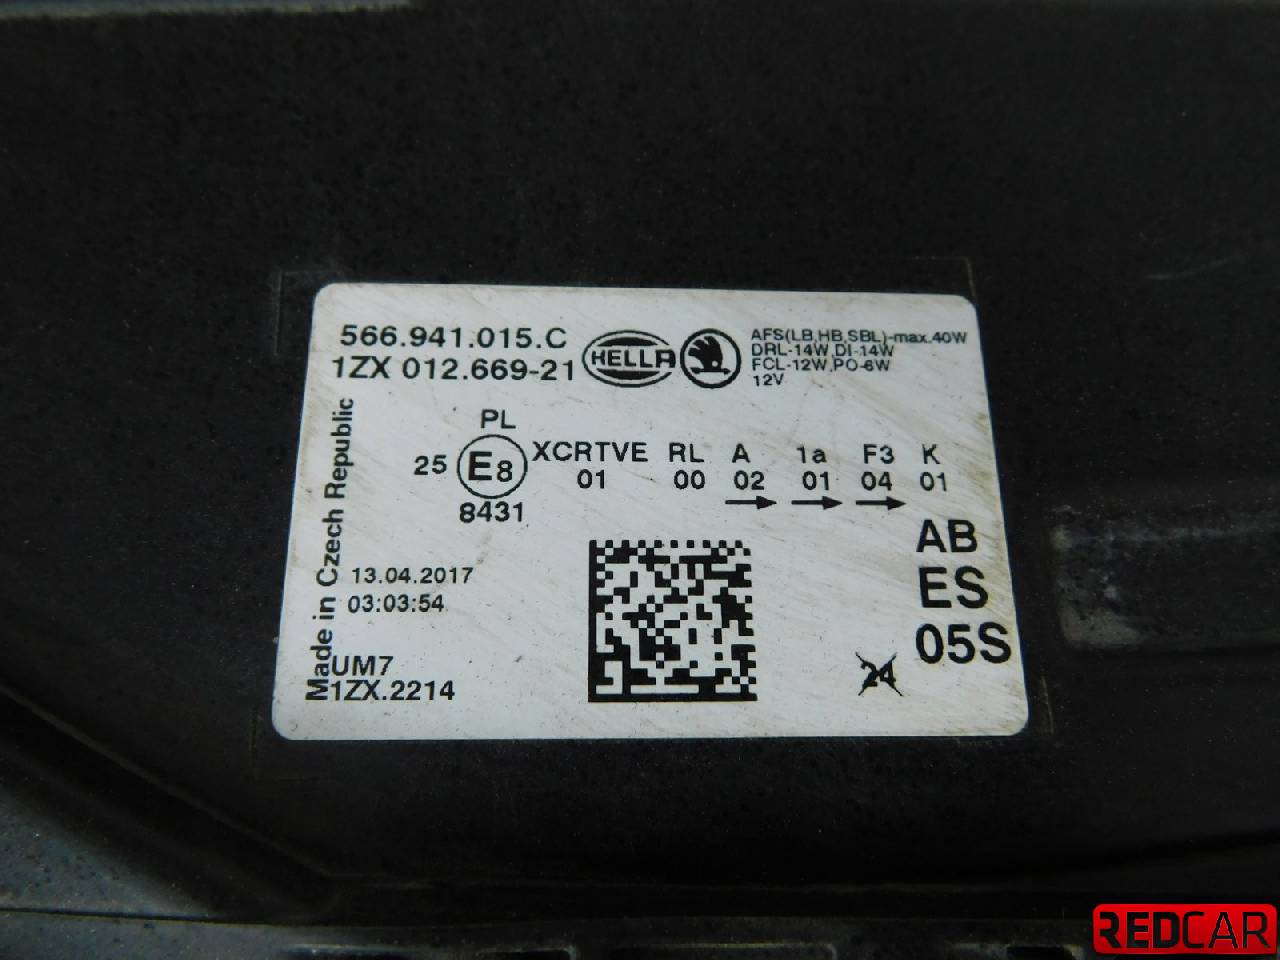 566.941.015.C
1ZX 012.669-21
HELLA
AFS(LB,HB,SBL)-max.40W
DRL-14W,DI-14W
FCL-12W,PO-6W
12V
PL
25 E8
8431
XCRTVE RL A 1a F3 K
01 00 02 01 04 01
Made in Czech Republic
13.04.2017
03:03:54
UM7
1ZX.2214
AB
ES
05S
24
REDCAR